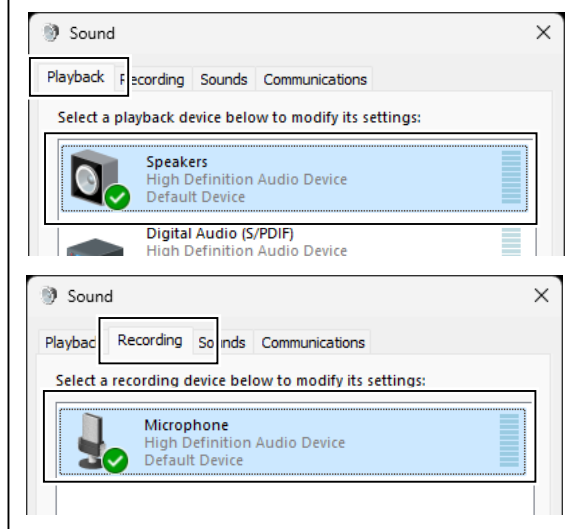 Sound
Playback Recording Sounds Communications
Select a playback device below to modify its settings:
Speakers
High Definition Audio Device
Default Device
Digital Audio (S/PDIF)
High Definition Audio Device
Sound
Playback Recording Sounds Communications
Select a recording device below to modify its settings:
Microphone
High Definition Audio Device
Default Device